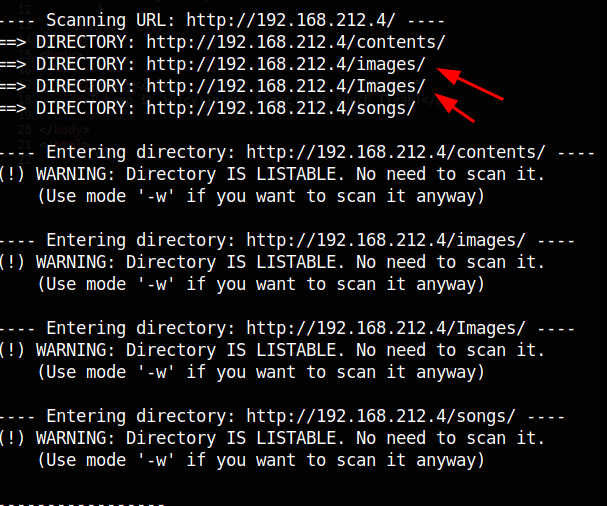 ---- Scanning URL: http://192.168.212.4/ ----
==> DIRECTORY: http://192.168.212.4/contents/
==> DIRECTORY: http://192.168.212.4/images/
==> DIRECTORY: http://192.168.212.4/Images/
==> DIRECTORY: http://192.168.212.4/songs/
---- Entering directory: http://192.168.212.4/contents/ ----
(!) WARNING: Directory IS LISTABLE. No need to scan it.
(Use mode '-w' if you want to scan it anyway)
---- Entering directory: http://192.168.212.4/images/ ----
(!) WARNING: Directory IS LISTABLE. No need to scan it.
(Use mode '-w' if you want to scan it anyway)
---- Entering directory: http://192.168.212.4/Images/ ----
(!) WARNING: Directory IS LISTABLE. No need to scan it.
(Use mode '-w' if you want to scan it anyway)
---- Entering directory: http://192.168.212.4/songs/ ----
(!) WARNING: Directory IS LISTABLE. No need to scan it.
(Use mode '-w' if you want to scan it anyway)
-----------------